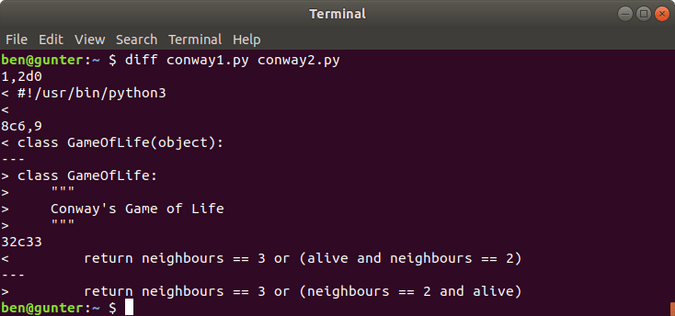 Terminal
File Edit View Search Terminal Help
ben@gunter:~ $ diff conway1.py conway2.py
1,2d0
< #!/usr/bin/python3
<
8c6,9
< class GameOfLife(object):
---
> class GameOfLife:
>     """
>     Conway's Game of Life
>     """
32c33
<         return neighbours == 3 or (alive and neighbours == 2)
---
>         return neighbours == 3 or (neighbours == 2 and alive)
ben@gunter:~ $